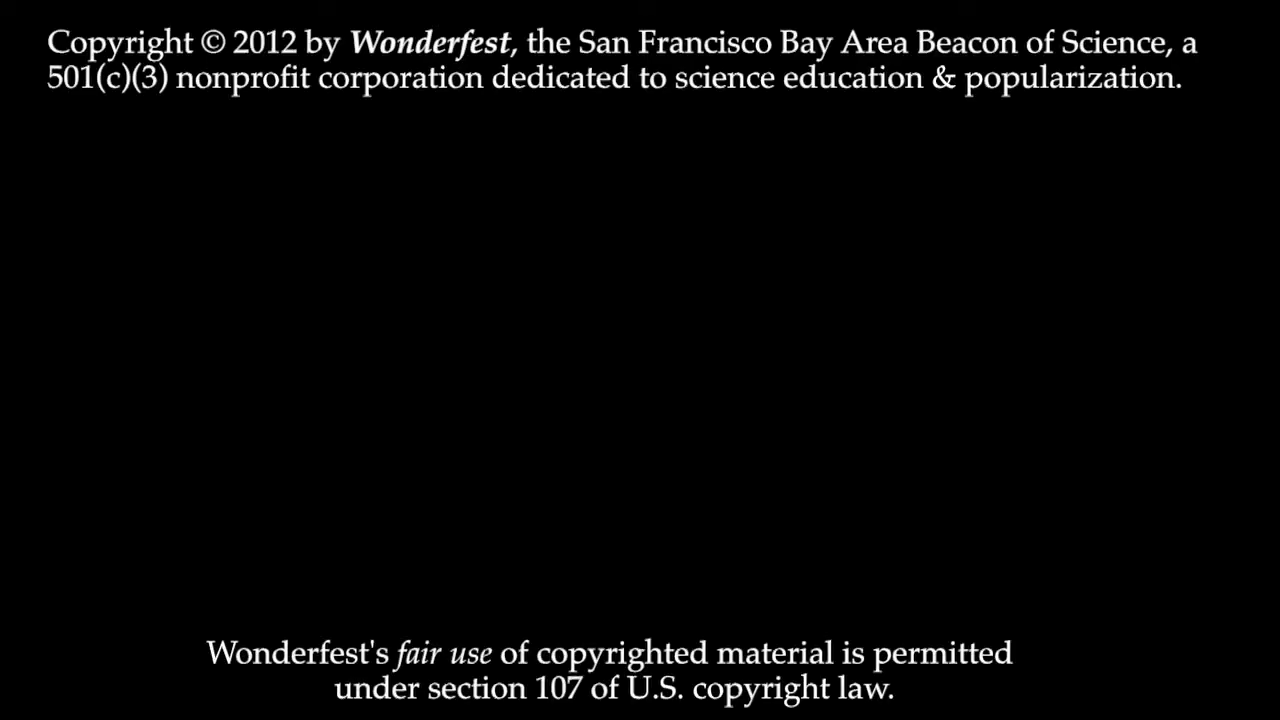 Copyright © 2012 by Wonderfest, the San Francisco Bay Area Beacon of Science, a
501(c)(3) nonprofit corporation dedicated to science education & popularization.
Wonderfest's fair use of copyrighted material is permitted
under section 107 of U.S. copyright law.